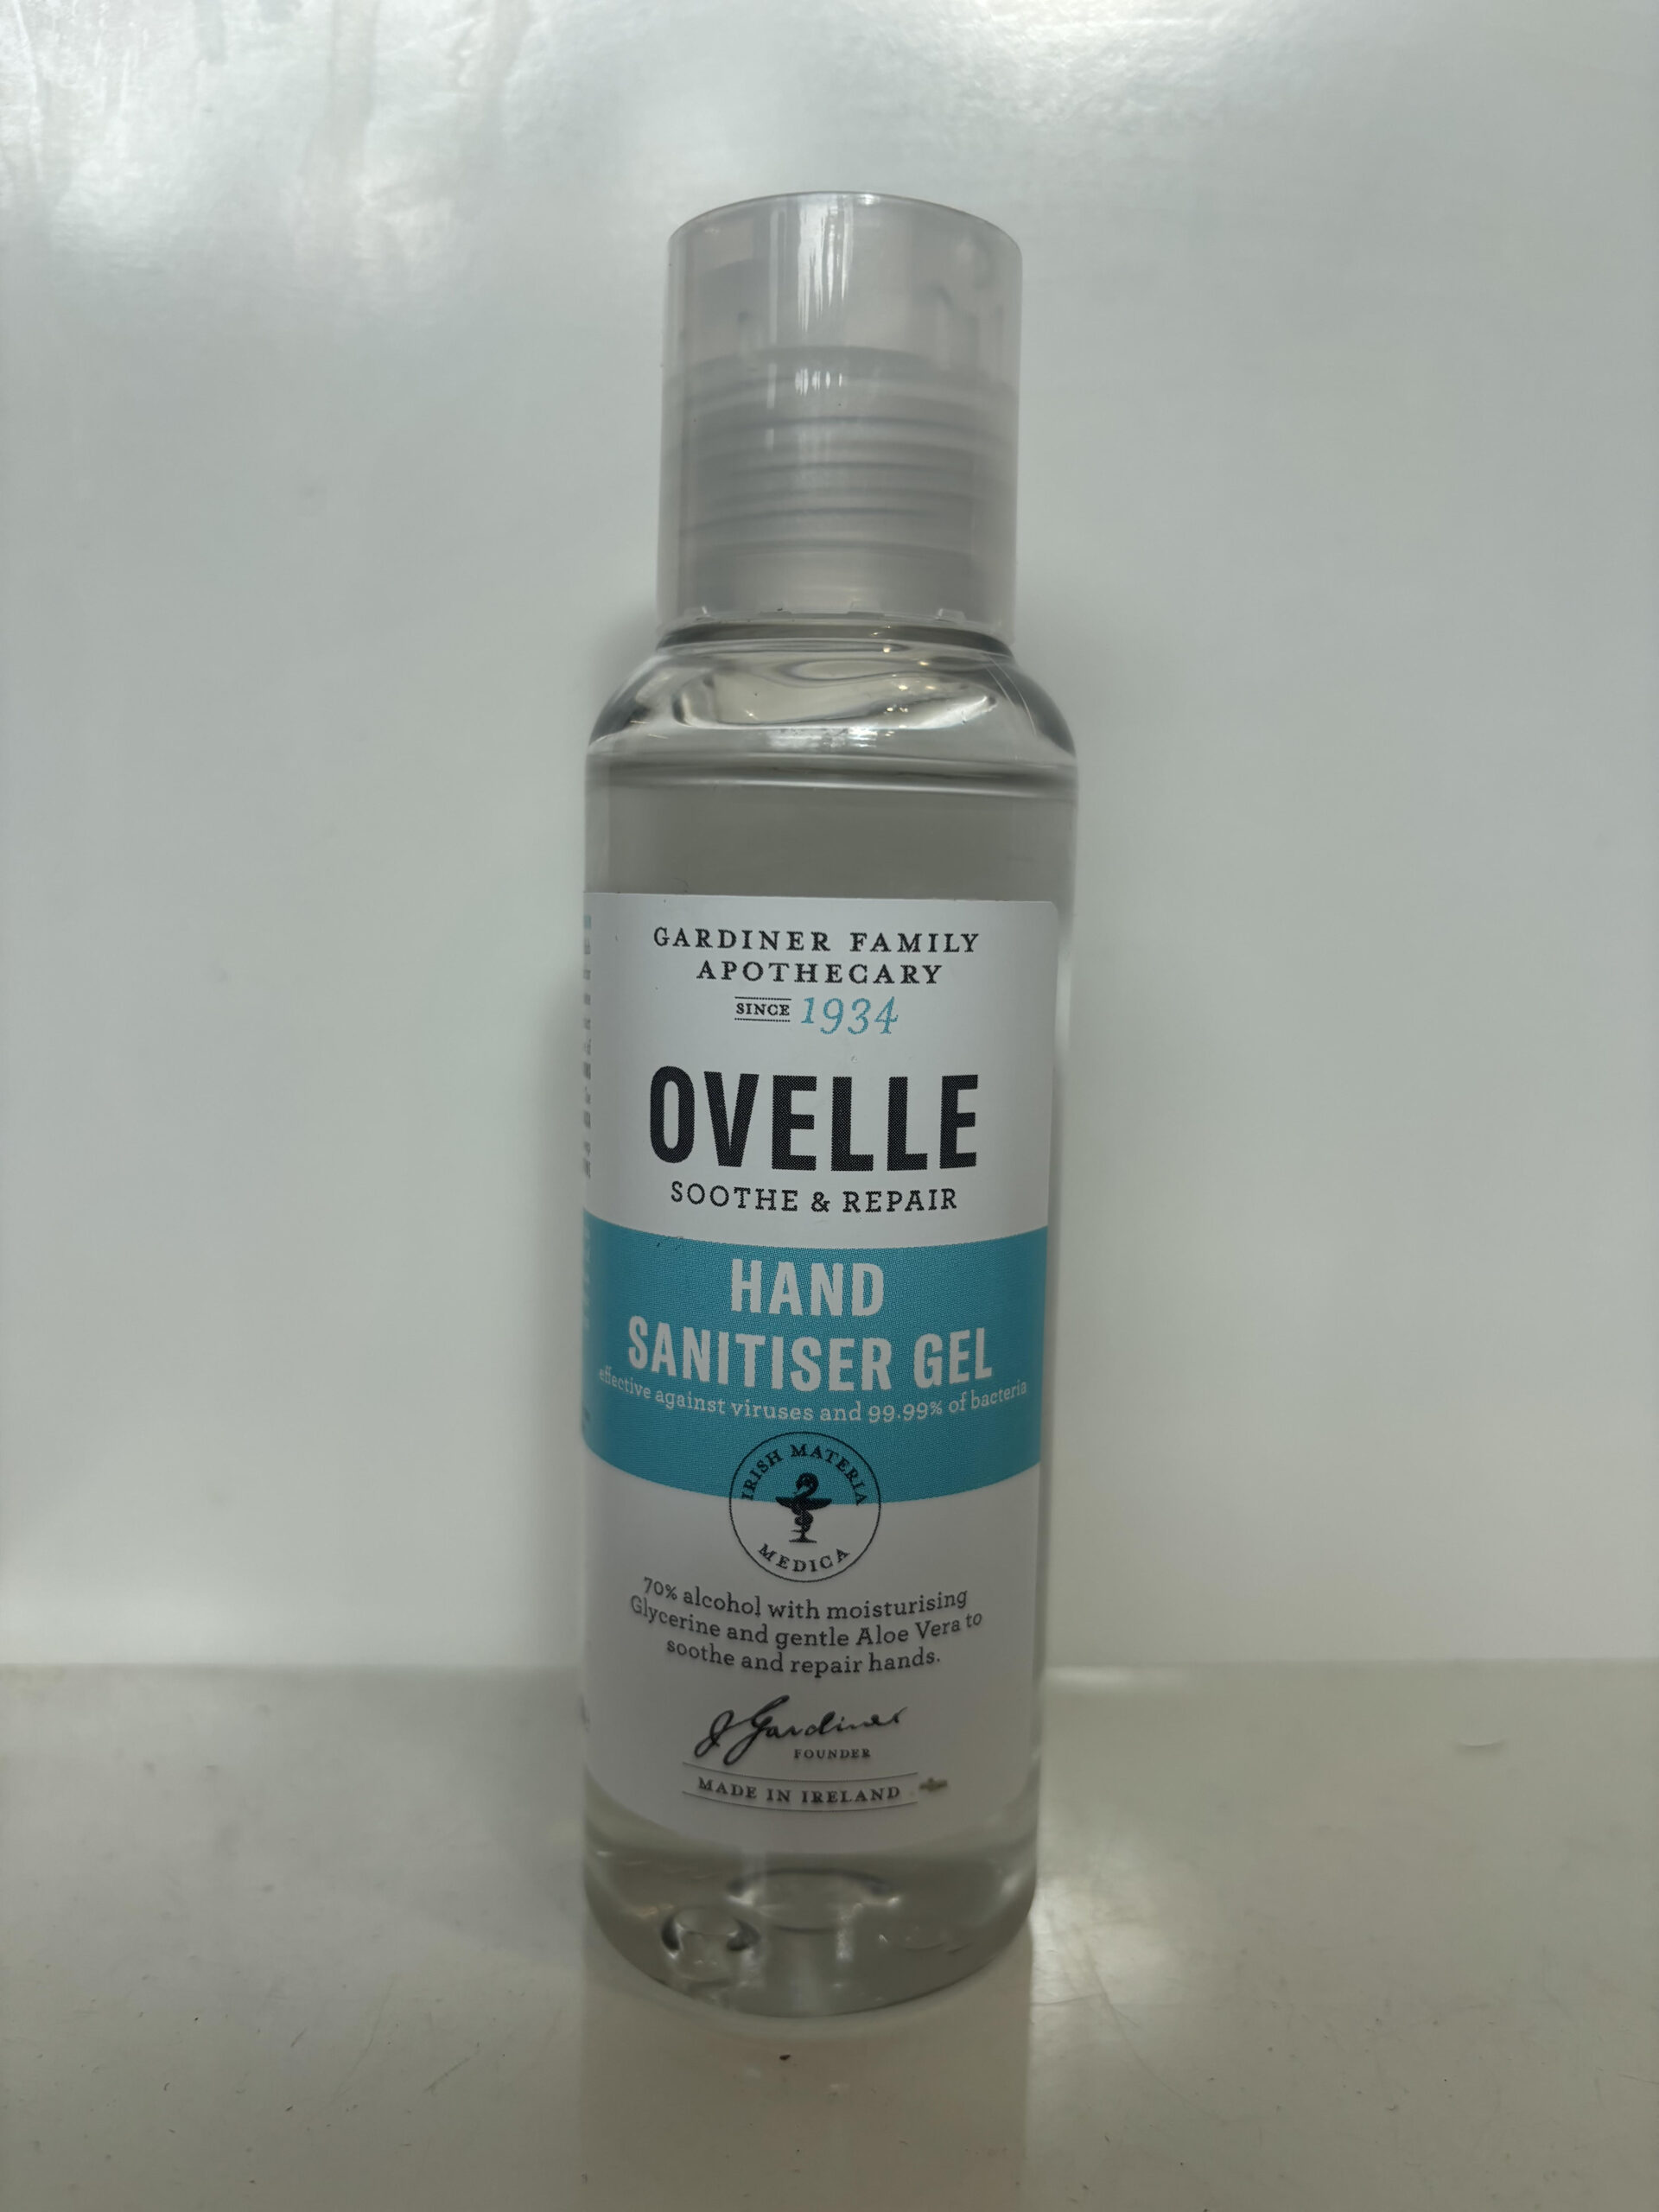 GARDINER FAMILY
APOTHECARY
SINCE 1934
OVELLE
SOOTHE & REPAIR
HAND
SANITISER GEL
effective against viruses and 99.99% of bacteria
IRISH MATERIA
MEDICA
70% alcohol with moisturising
Glycerine and gentle Aloe Vera to
soothe and repair hands.
J Gardiner
FOUNDER
MADE IN IRELAND